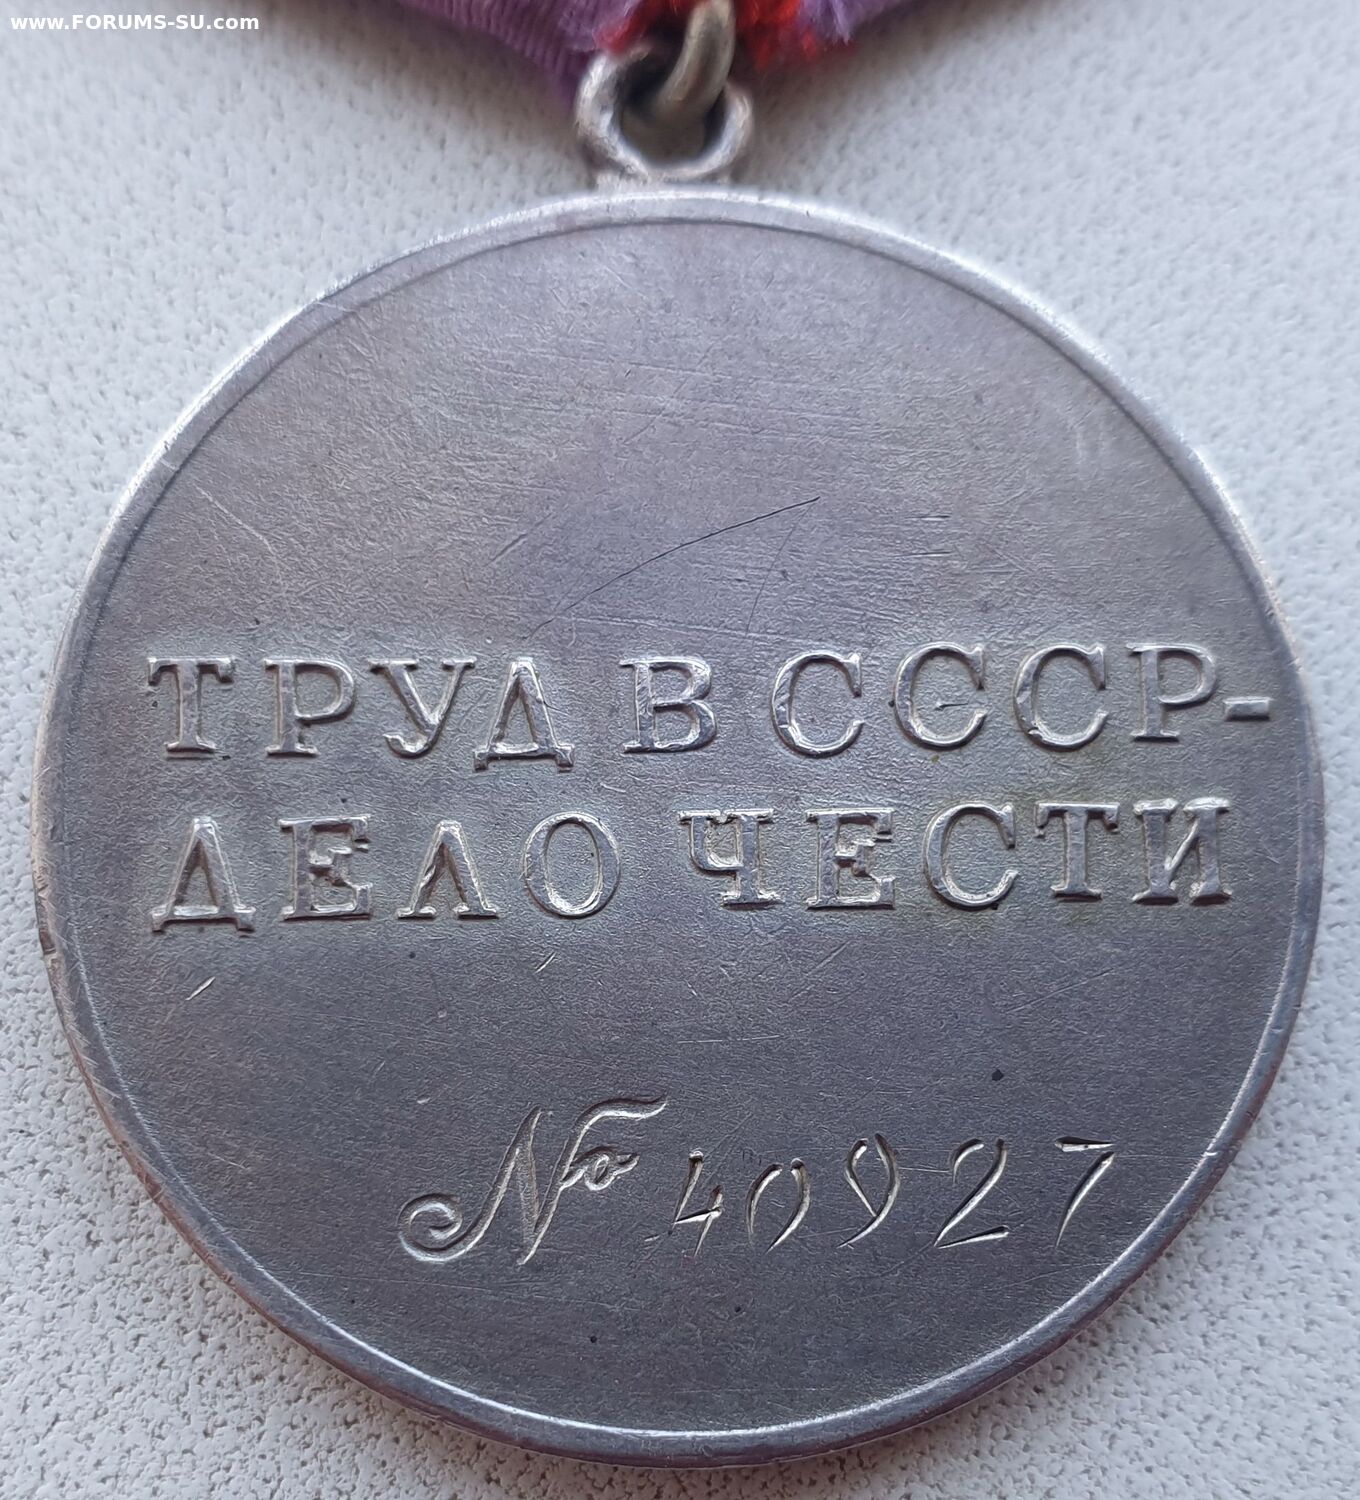 www.FORUMS-SU.com
ТРУД В СССР-
ДЕЛО ЧЕСТИ
№ 40927